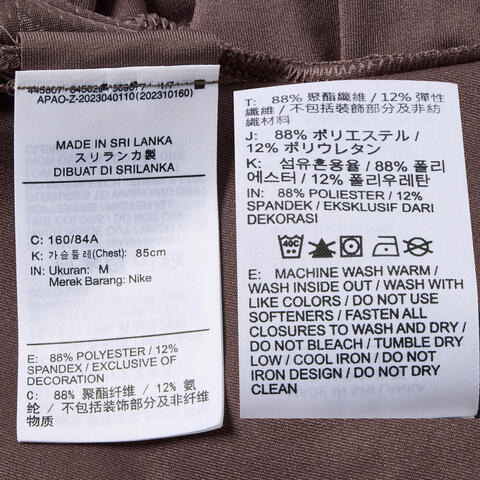 APAO-Z-2023040110 (202310160)
MADE IN SRI LANKA
スリランカ製
DIBUAT DI SRILANKA
C: 160/84A
K: 가슴둘레(Chest): 85cm
IN: Ukuran: M
Merek Barang: Nike
E: 88% POLYESTER / 12%
SPANDEX / EXCLUSIVE OF
DECORATION
C: 88% 聚酯纤维 / 12% 氨
纶 / 不包括装饰部分及非纤
维物质
T: 88% 聚酯纖維 / 12% 彈性
纖維 / 不包括裝飾部分及非紡
織材料
J: 88% ポリエステル /
12% ポリウレタン
K: 섬유혼용율 / 88% 폴리
에스터 / 12% 폴리우레탄
IN: 88% POLIESTER / 12%
SPANDEK / EKSKLUSIF DARI
DEKORASI
40C
E: MACHINE WASH WARM /
WASH INSIDE OUT / WASH WITH
LIKE COLORS / DO NOT USE
SOFTENERS / FASTEN ALL
CLOSURES TO WASH AND DRY /
DO NOT BLEACH / TUMBLE DRY
LOW / COOL IRON / DO NOT
IRON DESIGN / DO NOT DRY
CLEAN